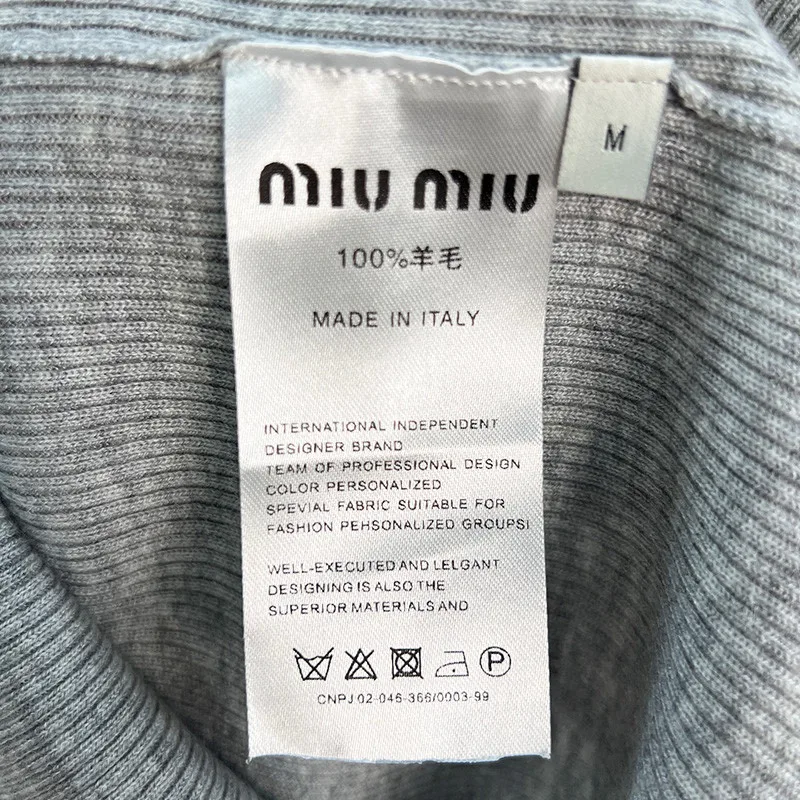 miu miu
M
100%羊毛
MADE IN ITALY
INTERNATIONAL INDEPENDENT
DESIGNER BRAND
TEAM OF PROFESSIONAL DESIGN
COLOR PERSONALIZED
SPEVIAL FABRIC SUITABLE FOR
FASHION PEHSONALIZED GROUPSI
WELL-EXECUTED AND LELGANT
DESIGNING IS ALSO THE
SUPERIOR MATERIALS AND
P
CNPJ 02-046-366/0003-99